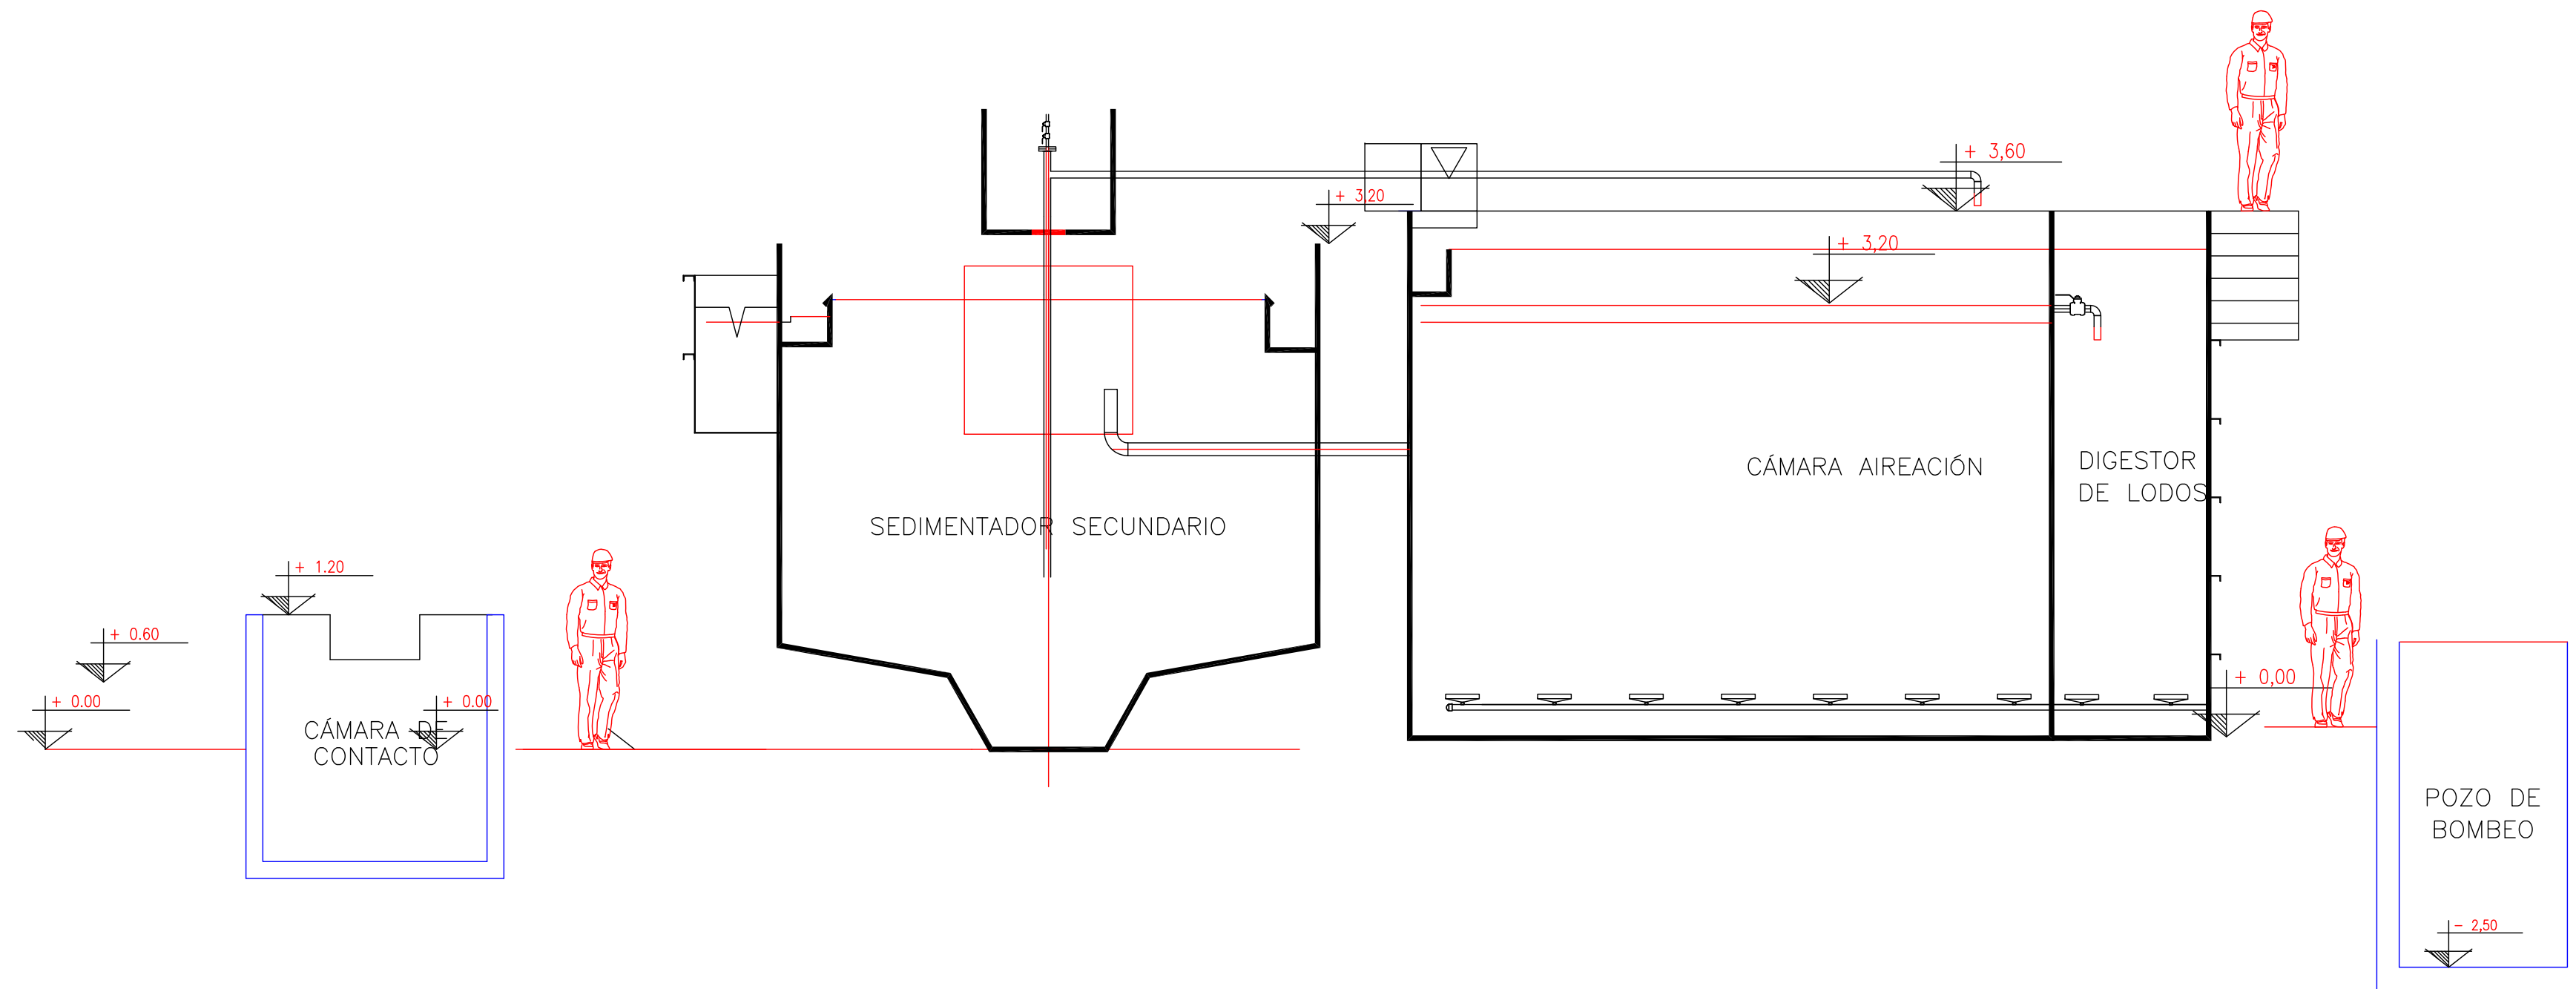 + 3,60
+ 3,20
+ 3,20
CÁMARA AIREACIÓN
DIGESTOR
DE LODOS
SEDIMENTADOR SECUNDARIO
+ 1.20
+ 0.60
+ 0.00
+ 0.00
+ 0,00
CÁMARA DE
CONTACTO
POZO DE
BOMBEO
- 2,50